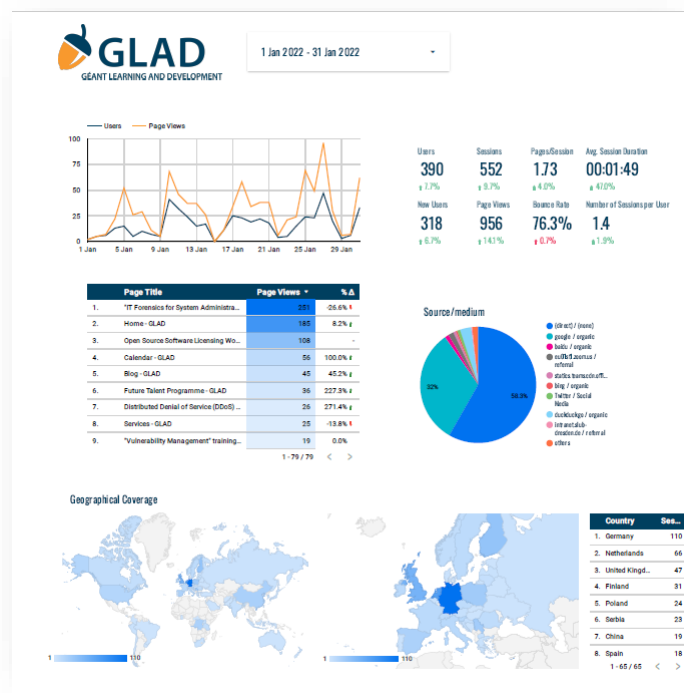 GLAD
GÉANT LEARNING AND DEVELOPMENT
1 Jan 2022 - 31 Jan 2022
Users
Page Views
100
75
50
25
0
1 Jan 5 Jan 9 Jan 13 Jan 17 Jan 21 Jan 25 Jan 29 Jan
Users Sessions Pages/Session Avg. Session Duration
390 552 1.73 00:01:49
7.7% 9.7% 4.0% 47.0%
New Users Page Views Bounce Rate Number of Sessions per User
318 956 76.3% 1.4
6.7% 14.1% 0.7% 1.9%
Page Title Page Views % Δ
1. "IT Forensics for System Administra... 251 -26.6%
2. Home - GLAD 185 8.2%
3. Open Source Software Licensing Wo... 108 -
4. Calendar - GLAD 56 100.0%
5. Blog - GLAD 45 45.2%
6. Future Talent Programme - GLAD 36 227.3%
7. Distributed Denial of Service (DDoS) ... 26 271.4%
8. Services - GLAD 25 -13.8%
9. "Vulnerability Management" training... 19 0.0%
1 - 79 / 79 < >
Source/medium
32%
58.3%
(direct) / (none)
google / organic
baidu / organic
referral
bing / organic
Twitter / Social
Media
duckduckgo / organic
dresden.de / referral
others
Geographical Coverage
1 110
1 110
Country Ses...
1. Germany 110
2. Netherlands 66
3. United Kingd... 47
4. Finland 31
5. Poland 24
6. Serbia 23
7. China 19
8. Spain 18
1 - 65 / 65 < >